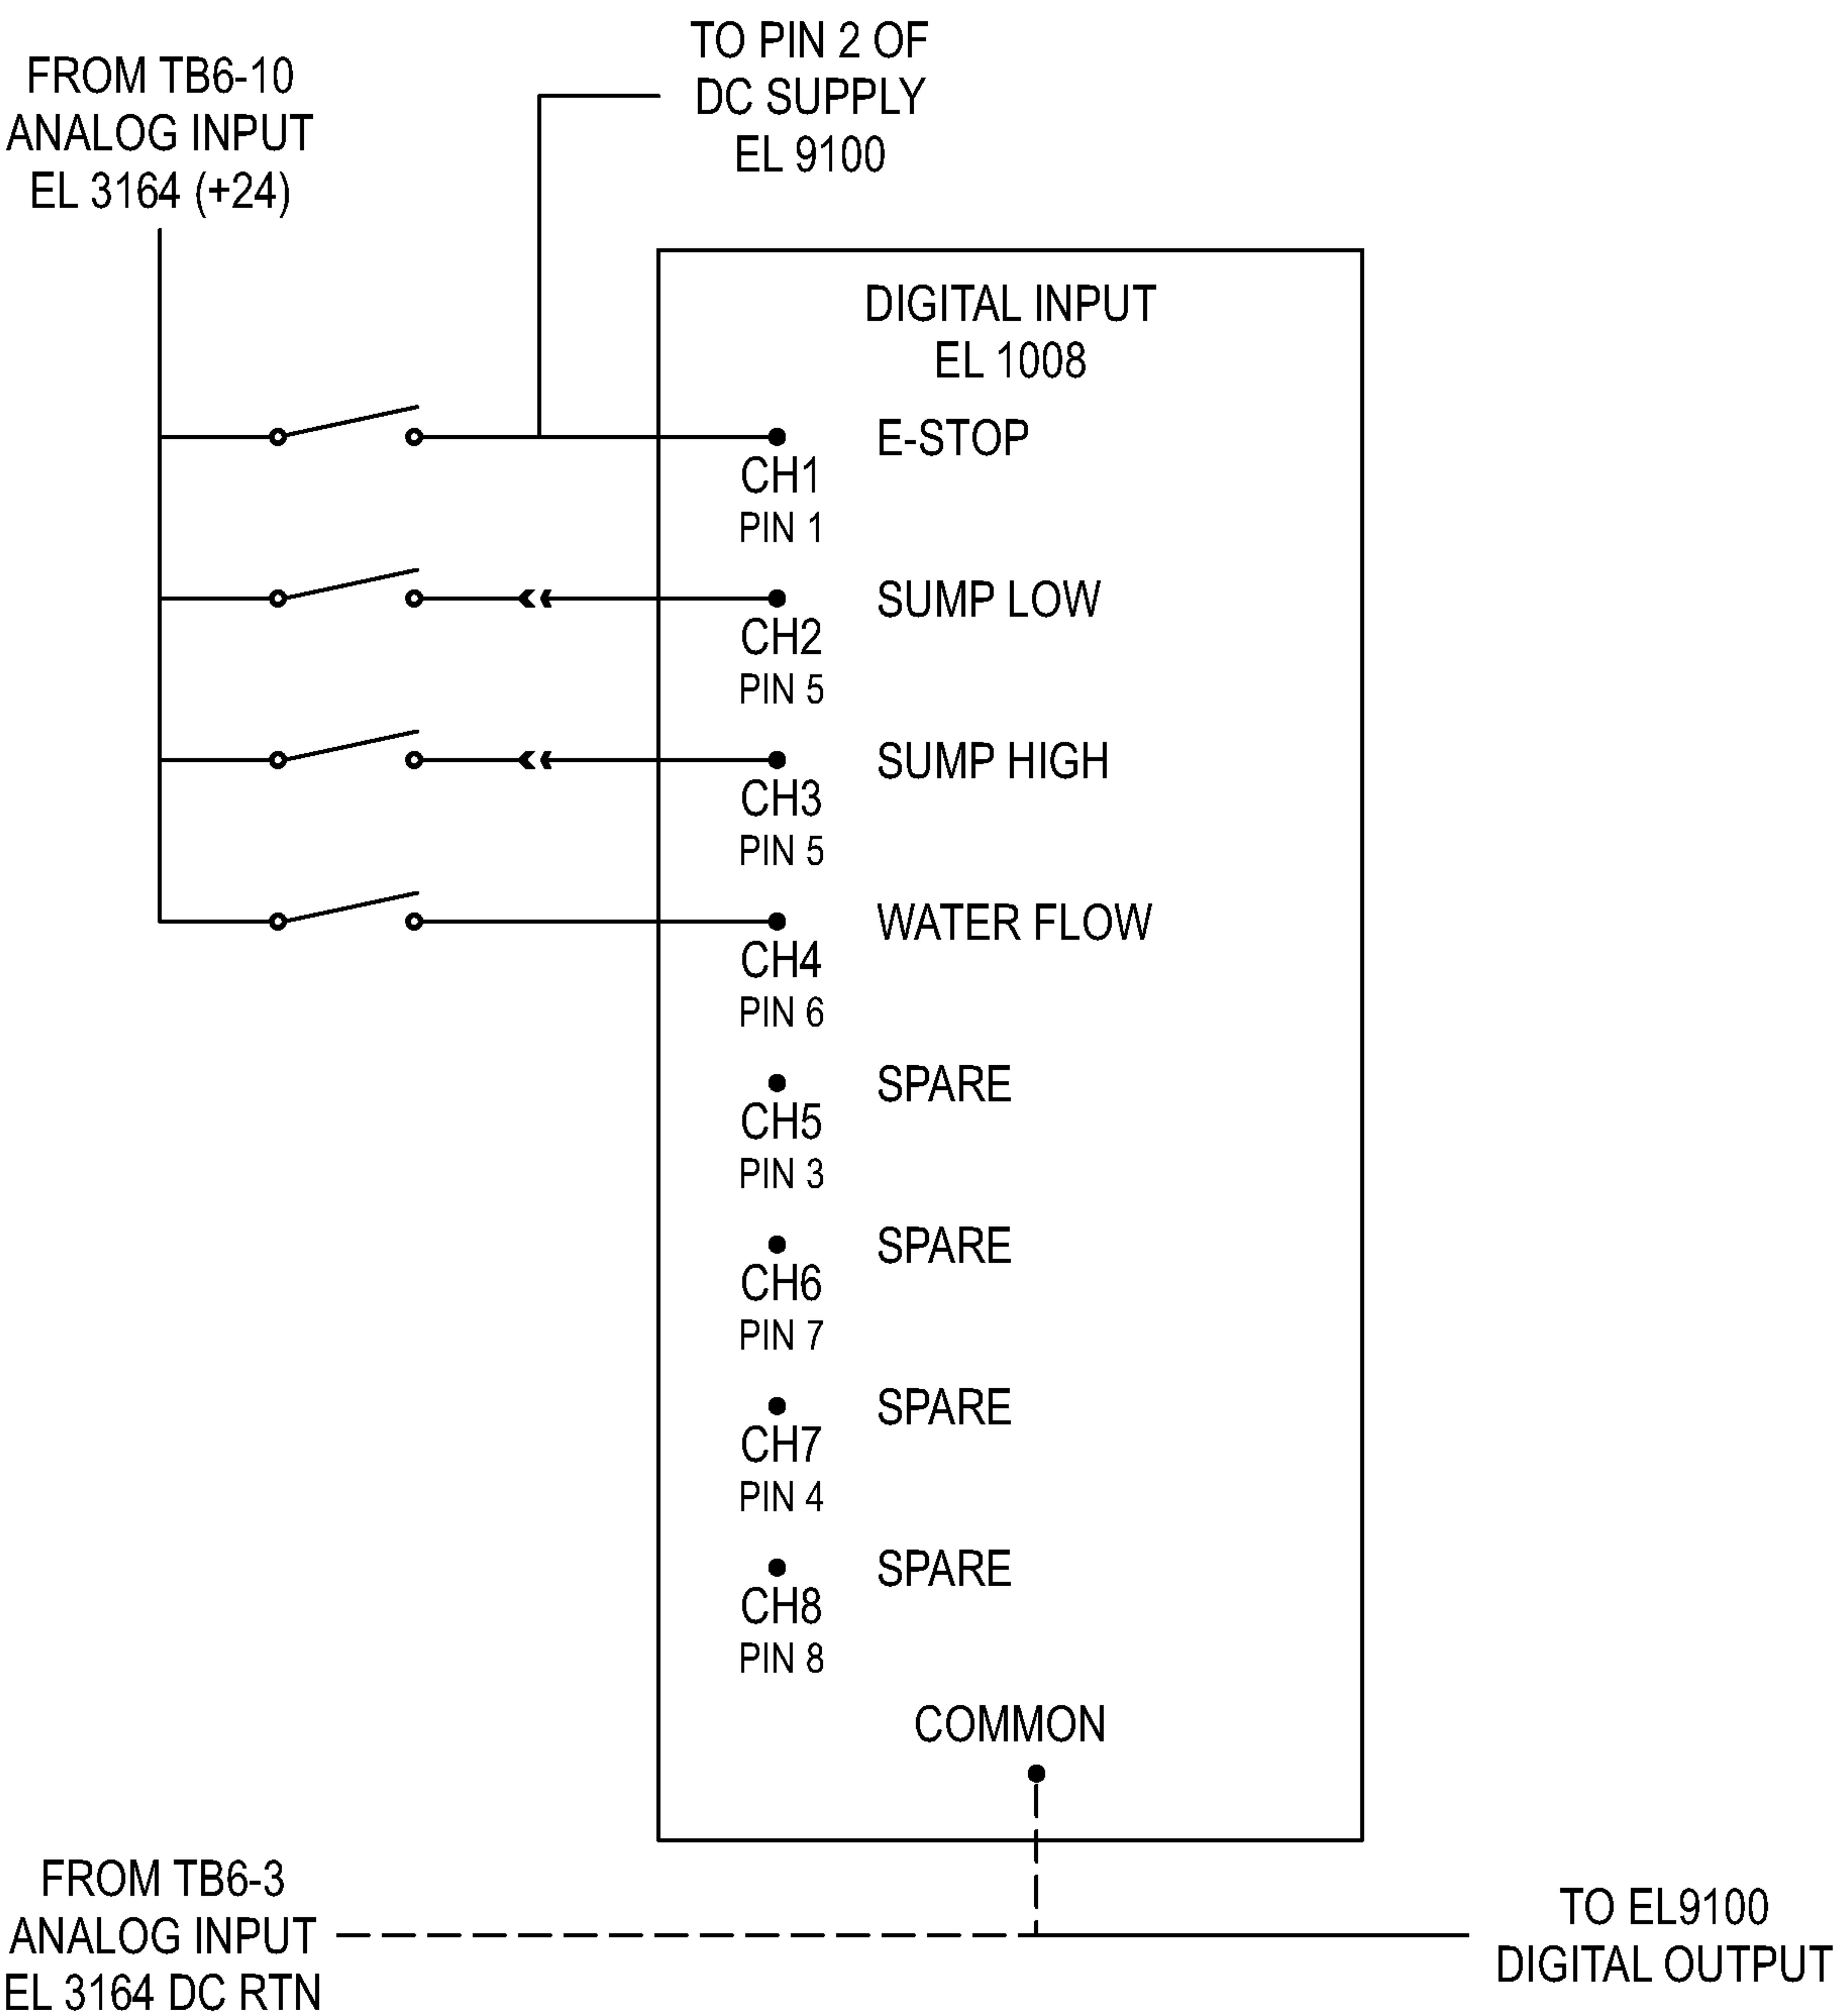 FROM TB6-10
ANALOG INPUT
EL 3164 (+24)
TO PIN 2 OF
DC SUPPLY
EL 9100
DIGITAL INPUT
EL 1008
E-STOP
CH1
PIN 1
SUMP LOW
CH2
PIN 5
SUMP HIGH
CH3
PIN 5
WATER FLOW
CH4
PIN 6
SPARE
CH5
PIN 3
SPARE
CH6
PIN 7
SPARE
CH7
PIN 4
SPARE
CH8
PIN 8
COMMON
FROM TB6-3
ANALOG INPUT
EL 3164 DC RTN
TO EL9100
DIGITAL OUTPUT